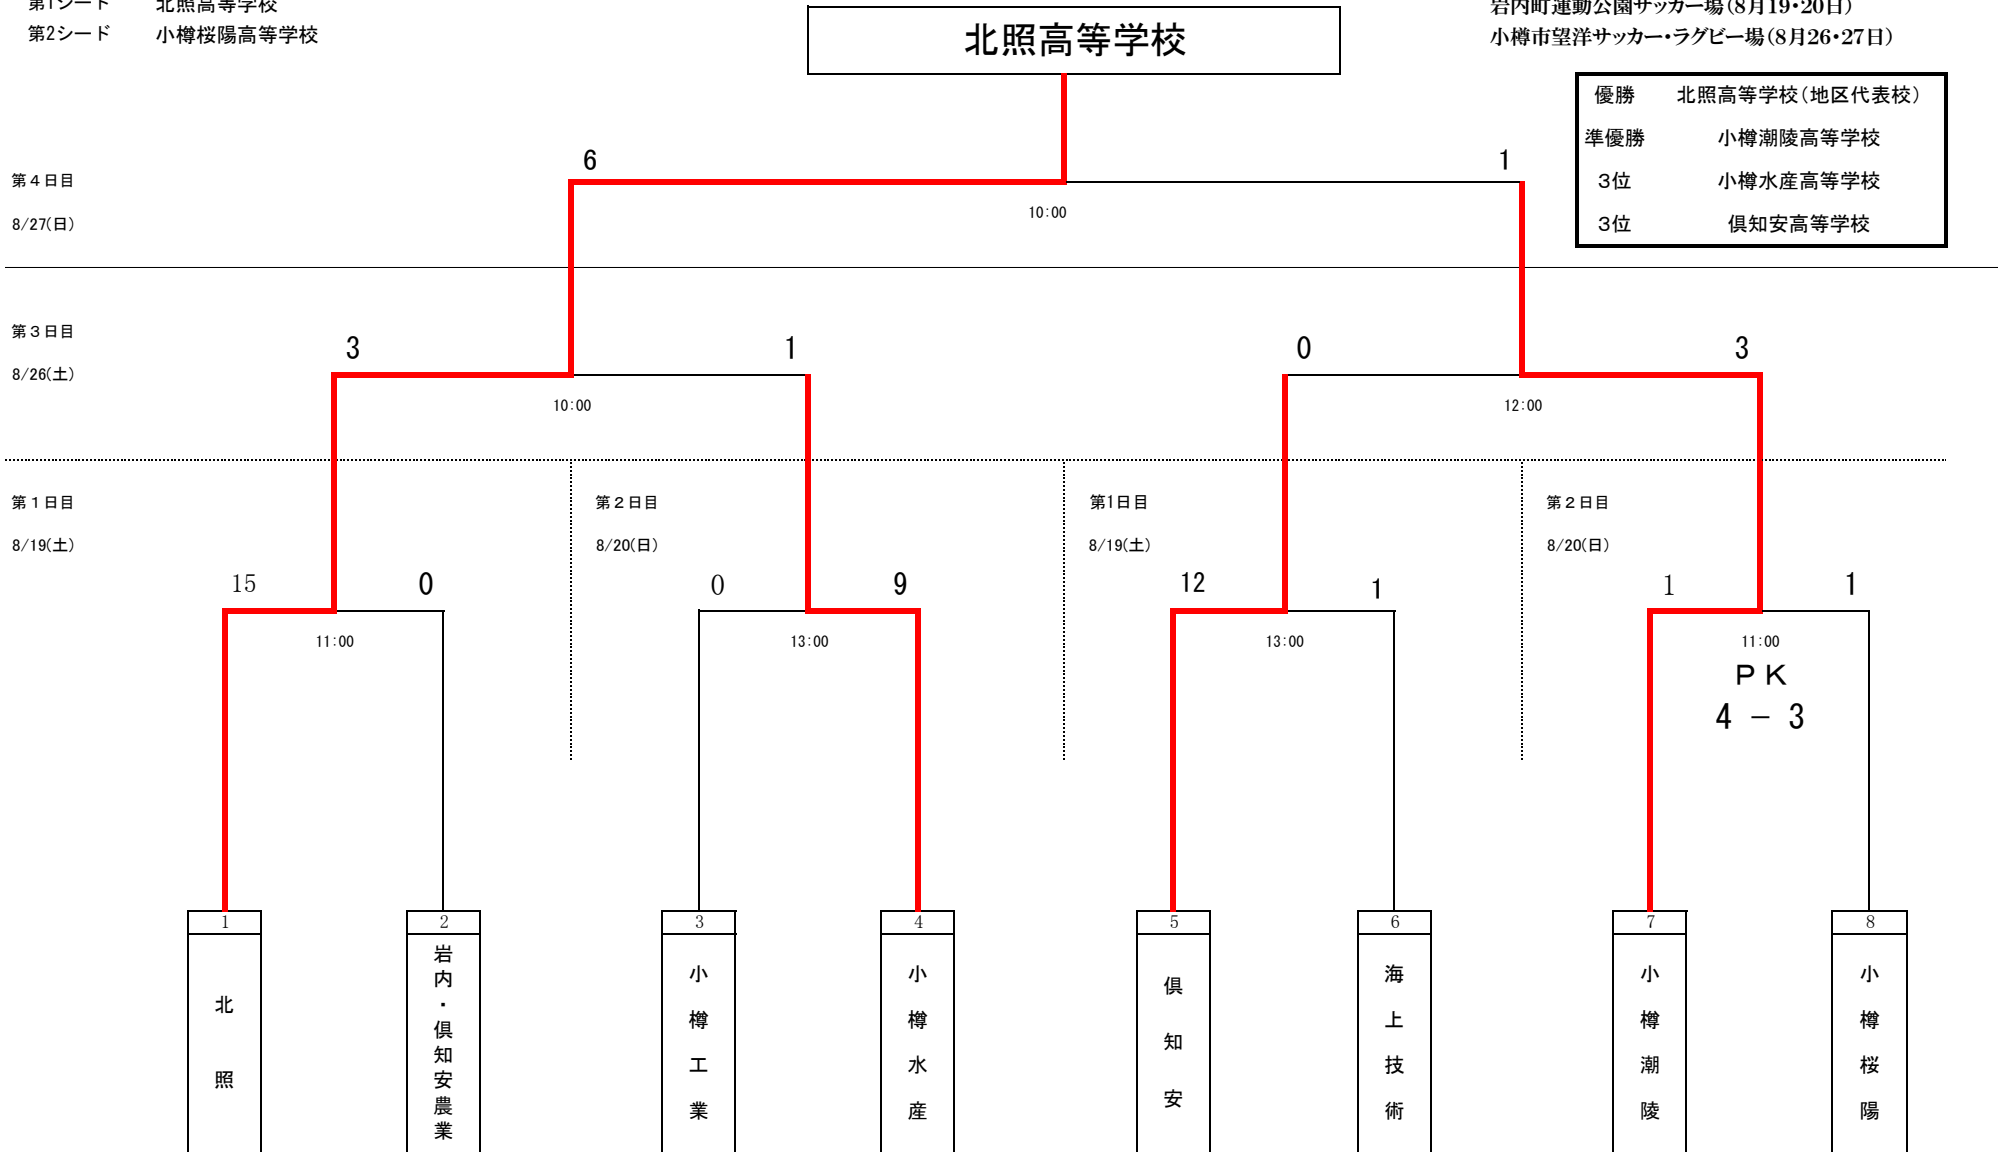 第1シード 北照高等学校
第2シード 小樽桜陽高等学校
北照高等学校
岩内町運動公園サッカー場(8月19・20日)
小樽市望洋サッカー・ラグビー場(8月26・27日)
優勝 北照高等学校(地区代表校)
準優勝 小樽潮陵高等学校
3位 小樽水産高等学校
3位 倶知安高等学校
6 1
第4日目
8/27(日)
10:00
第3日目
8/26(土)
3 1 0 3
10:00 12:00
第1日目 第2日目 第1日目 第2日目
8/19(土) 8/20(日) 8/19(土) 8/20(日)
15 0 0 9 12 1 1 1
11:00 13:00 13:00 11:00
PK
4 － 3
1 2 3 4 5 6 7 8
北照
岩内・倶知安農業
小樽工業
小樽水産
倶知安
海上技術
小樽潮陵
小樽桜陽